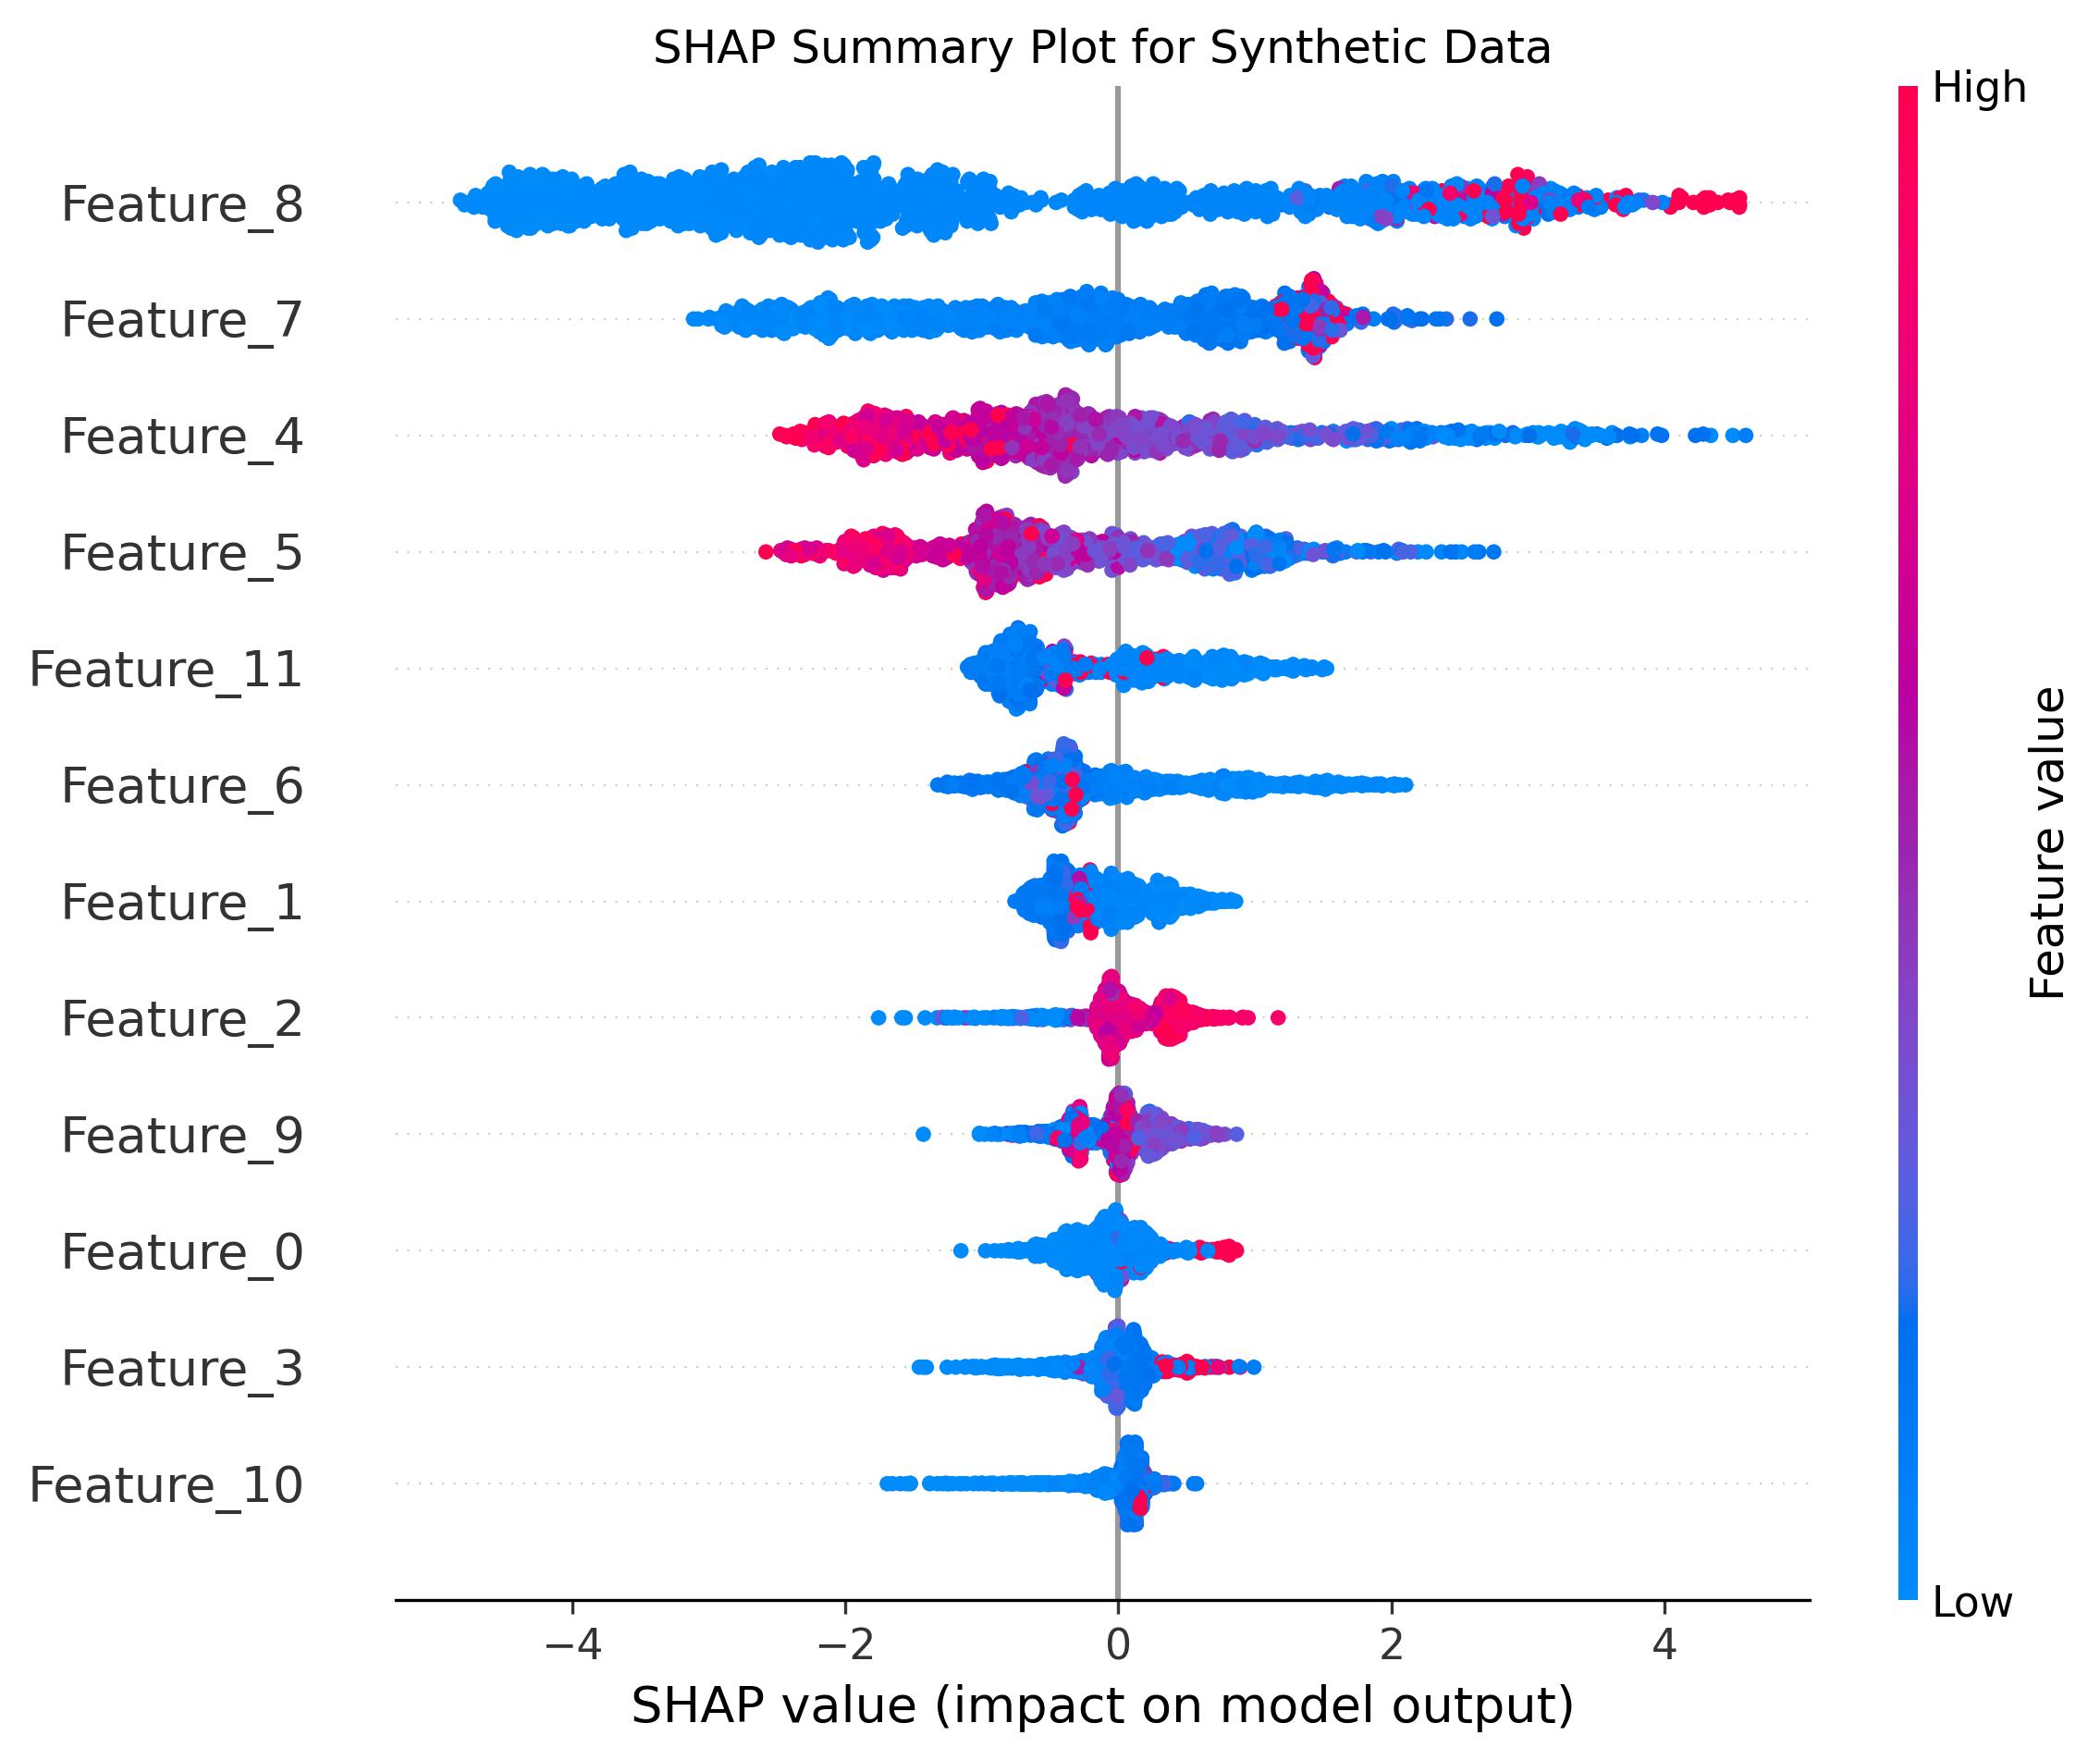 SHAP Summary Plot for Synthetic Data
High
Feature_8
Feature_7
Feature_4
Feature_5
Feature_11
Feature_6
Feature_1
Feature_2
Feature_9
Feature_0
Feature_3
Feature_10
Feature value
Low
−4 −2 0 2 4
SHAP value (impact on model output)